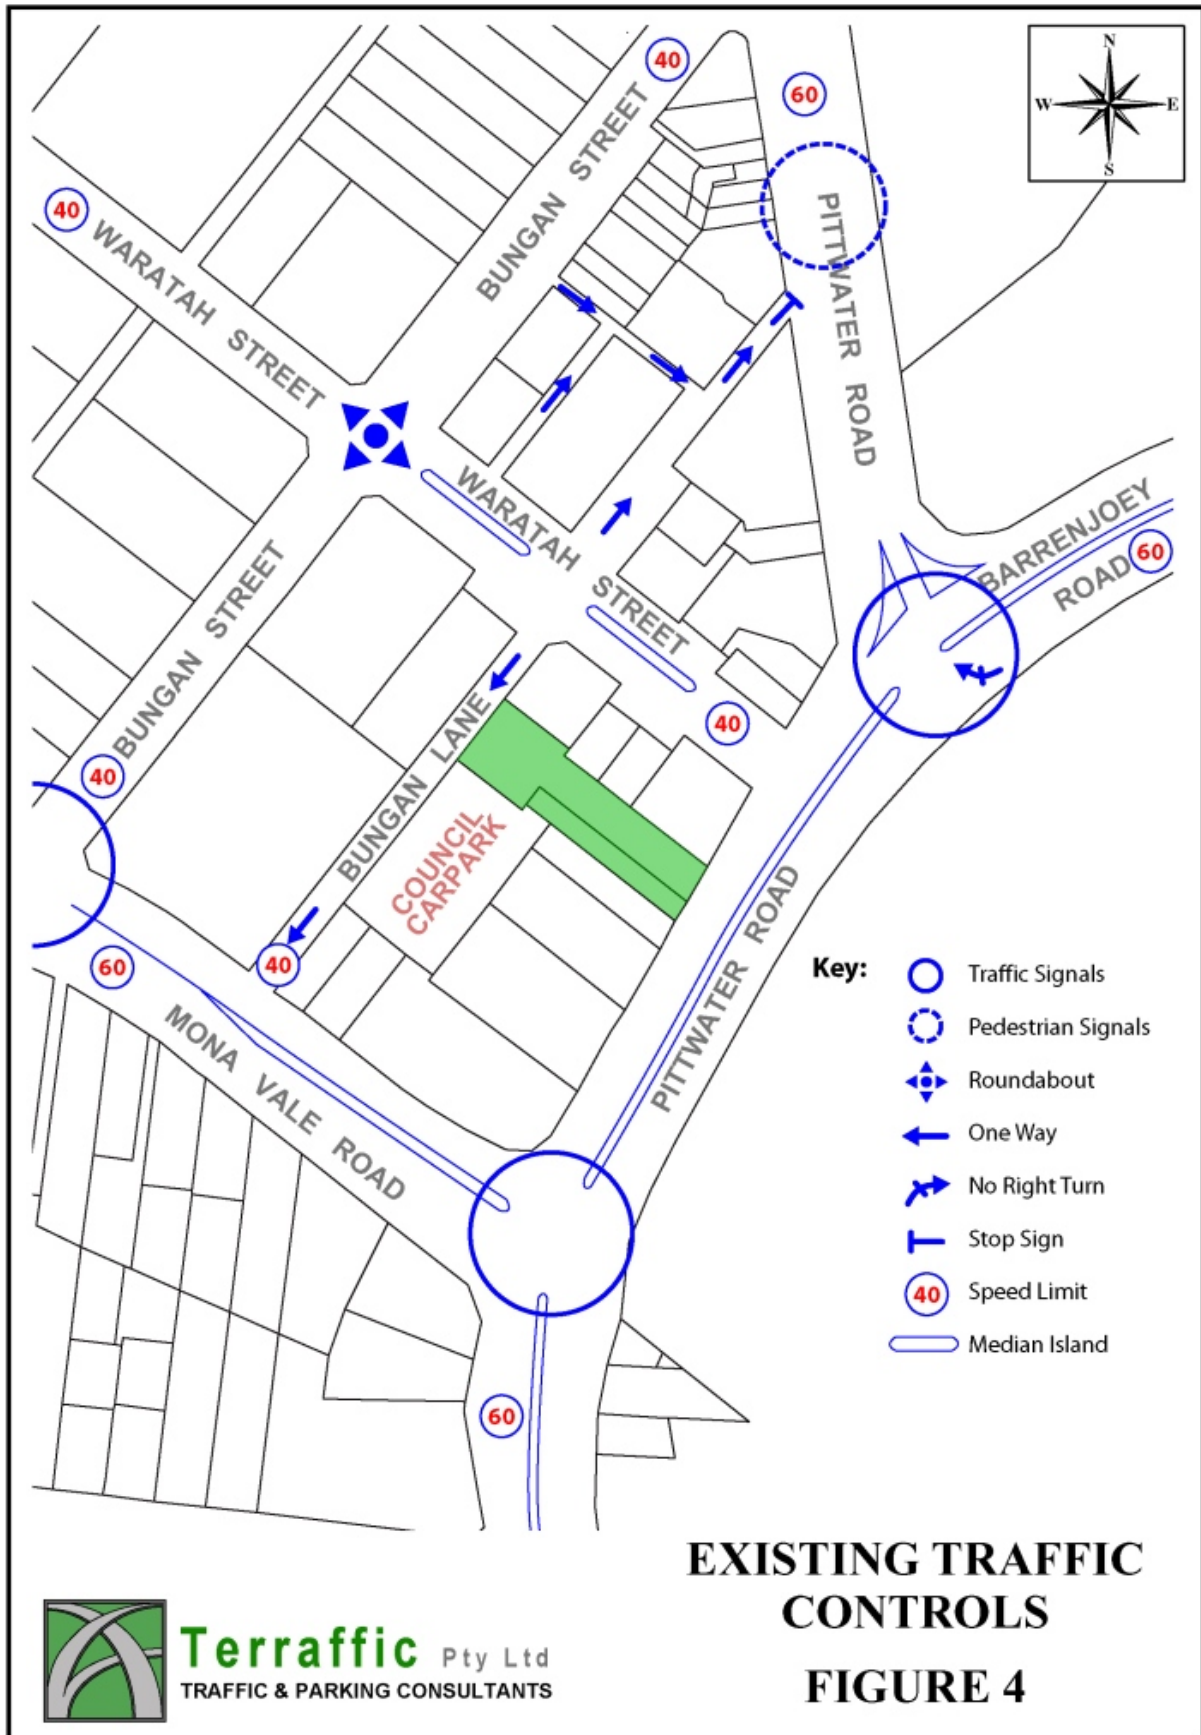 N
W
E
S
40
60
40
WARATAH STREET
BUNGAN STREET
PITTWATER ROAD
WARATAH STREET
BARRENJOEY
ROAD
60
BUNGAN STREET
40
40
BUNGAN LANE
COUNCIL
CARPARK
40
60
MONA VALE ROAD
PITTWATER ROAD
60
Key:
Traffic Signals
Pedestrian Signals
Roundabout
One Way
No Right Turn
Stop Sign
40
Speed Limit
Median Island
EXISTING TRAFFIC
CONTROLS
FIGURE 4
Terraffic Pty Ltd
TRAFFIC & PARKING CONSULTANTS